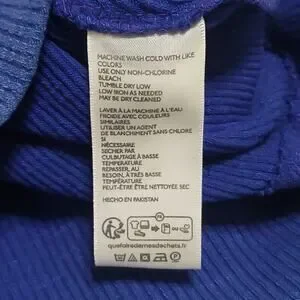 MACHINE WASH COLD WITH LIKE
COLORS
USE ONLY NON-CHLORINE
BLEACH
TUMBLE DRY LOW
LOW IRON AS NEEDED
MAY BE DRY CLEANED
LAVER À LA MACHINE À L'EAU
FROIDE AVEC COULEURS
SIMILAIRES
UTILISER UN AGENT
DE BLANCHIMENT SANS CHLORE
SI
NÉCESSAIRE
SÉCHER PAR
CULBUTAGE À BASSE
TEMPERATURE
REPASSER, AU
BESOIN, À TRÈS BASSE
TEMPÉRATURE
PEUT-ÊTRE ÊTRE NETTOYÉE SEC
HECHO EN PAKISTAN
FR
quefairedemesdechets.fr